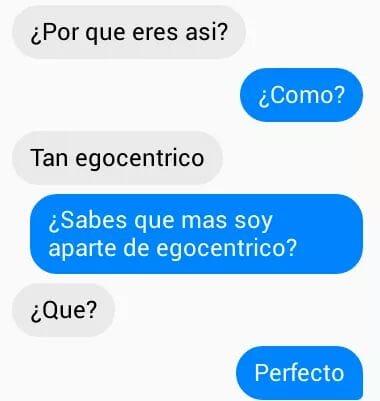 ¿Por que eres asi?
¿Como?
Tan egocentrico
¿Sabes que mas soy
aparte de egocentrico?
¿Que?
Perfecto